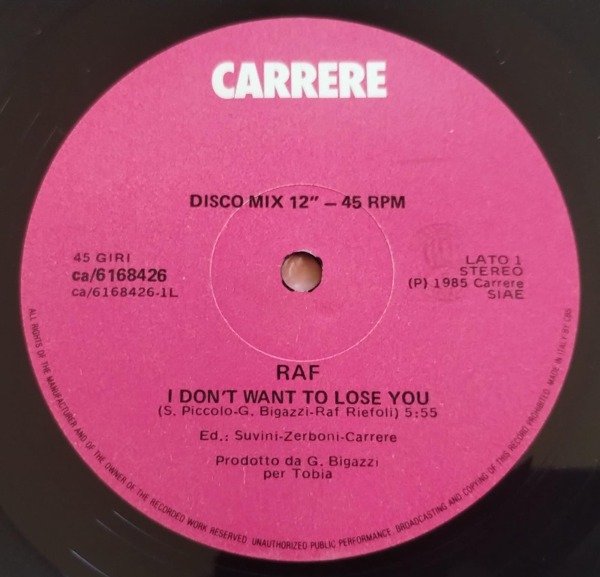 CARRERE
DISCO MIX 12" – 45 RPM
45 GIRI
ca/6168426
ca/6168426-1L
LATO 1
STEREO
(P) 1985 Carrere
SIAE
RAF
I DON'T WANT TO LOSE YOU
(S. Piccolo-G. Bigazzi-Raf Riefoli) 5:55
Ed.: Suvini-Zerboni-Carrere
Prodotto da G. Bigazzi
per Tobia
ALL RIGHTS OF THE MANUFACTURER AND OF THE OWNER OF THE RECORDED WORK RESERVED. UNAUTHORIZED PUBLIC PERFORMANCE, BROADCASTING AND COPYING OF THIS RECORD PROHIBITED. MADE IN ITALY BY CBS